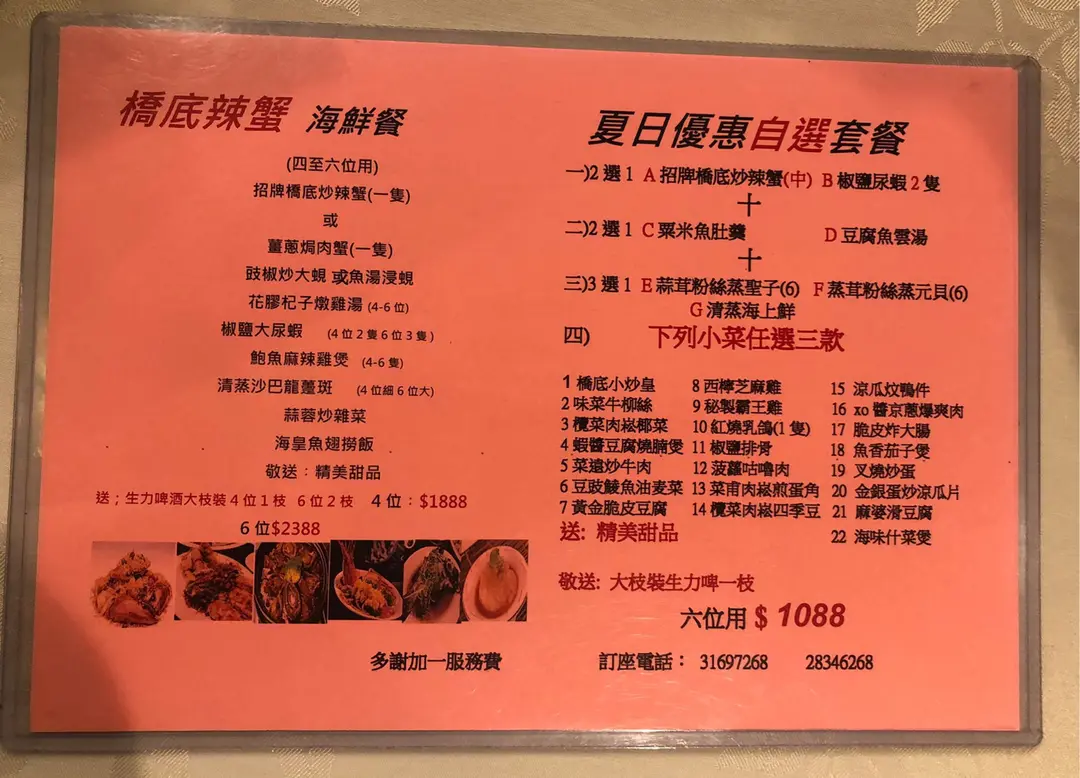 橋底辣蟹 海鮮餐
(四至六位用)
招牌橋底炒辣蟹(一隻)
或
薑蔥焗肉蟹(一隻)
豉椒炒大蜆 或魚湯浸蜆
花膠杞子燉雞湯 (4-6 位)
椒鹽大尿蝦 (4 位 2 隻 6 位 3 隻)
鮑魚麻辣雞煲 (4-6 隻)
清蒸沙巴龍躉斑 (4 位細 6 位大)
蒜蓉炒雜菜
海皇魚翅撈飯
敬送：精美甜品
送；生力啤酒大枝裝 4 位 1 枝 6 位 2 枝 4 位：$1888
6 位$2388
多謝加一服務費
夏日優惠自選套餐
一)2 選 1 A 招牌橋底炒辣蟹(中) B 椒鹽尿蝦 2 隻
十
二)2 選 1 C 粟米魚肚羹 D 豆腐魚雲湯
十
三)3 選 1 E 蒜茸粉絲蒸聖子(6) F 蒸茸粉絲蒸元貝(6)
G 清蒸海上鮮
四) 下列小菜任選三款
1 橋底小炒皇
2 味菜牛柳絲
3 欖菜肉崧椰菜
4 蝦醬豆腐燒腩煲
5 菜遠炒牛肉
6 豆豉鯪魚油麦菜
7 黃金脆皮豆腐
8 西檸芝麻雞
9 秘製霸王雞
10 紅燒乳鴿(1 隻)
11 椒鹽排骨
12 菠蘿咕嚕肉
13 菜甫肉崧煎蛋角
14 欖菜肉崧四季豆
15 涼瓜炆鴨件
16 xo 醬京蔥爆爽肉
17 脆皮炸大腸
18 魚香茄子煲
19 叉燒炒蛋
20 金銀蛋炒涼瓜片
21 麻婆滑豆腐
22 海味什菜煲
送: 精美甜品
敬送: 大枝裝生力啤一枝
六位用 $ 1088
訂座電話： 31697268 28346268